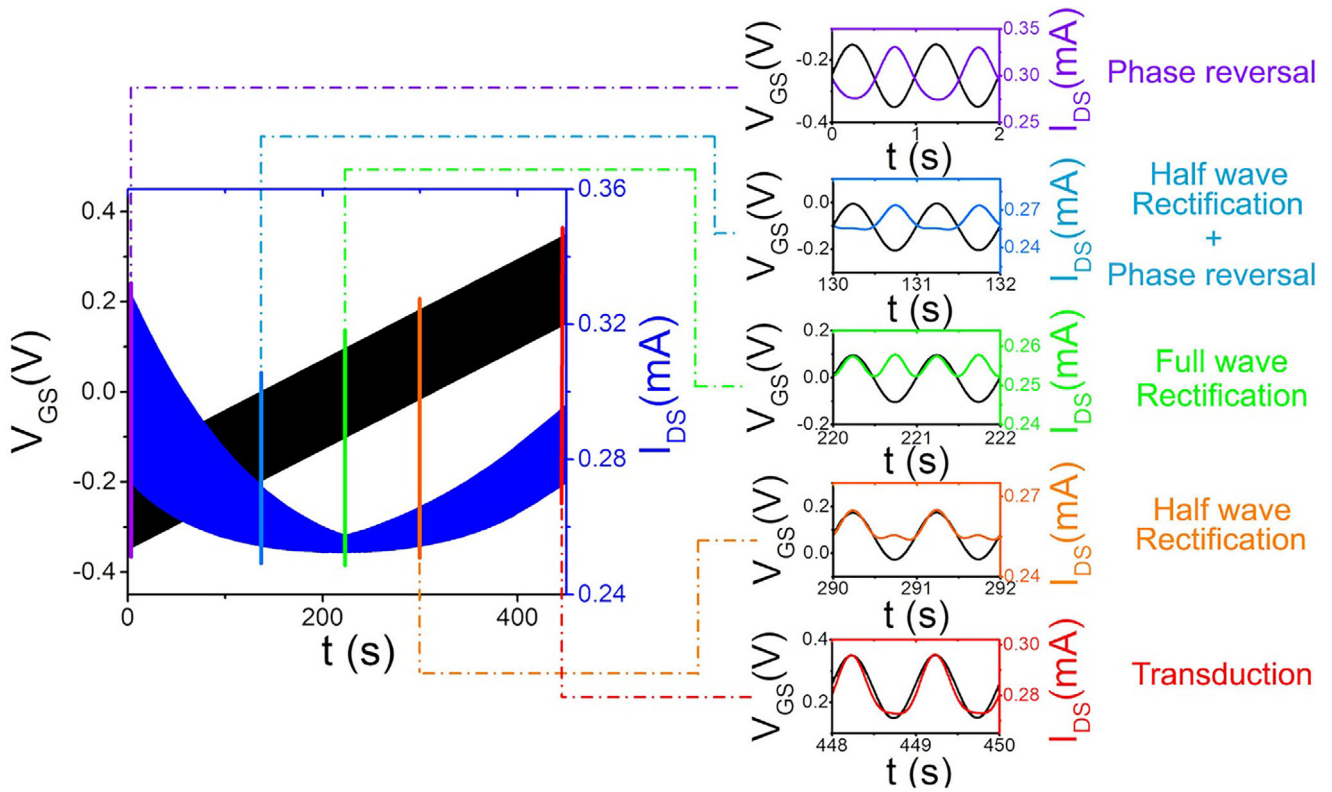 0.4
0.2
0.0
-0.2
-0.4
V_GS(V)
0
200
400
t (s)
0.36
0.32
0.28
0.24
I_DS(mA)
-0.2
-0.4
V_GS(V)
0
1
2
t (s)
0.35
0.30
0.25
I_DS(mA)
Phase reversal
0.0
-0.2
V_GS(V)
130
131
132
t (s)
0.27
0.24
I_DS(mA)
Half wave
Rectification
+
Phase reversal
0.2
0.0
-0.2
V_GS(V)
220
221
222
t (s)
0.26
0.25
0.24
I_DS(mA)
Full wave
Rectification
0.2
0.0
V_GS(V)
290
291
292
t (s)
0.27
0.24
I_DS(mA)
Half wave
Rectification
0.4
0.2
V_GS(V)
448
449
450
t (s)
0.30
0.28
I_DS(mA)
Transduction